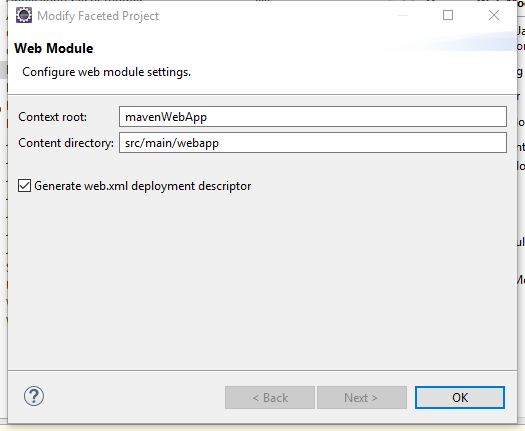 Modify Faceted Project
Web Module
Configure web module settings.
Context root: mavenWebApp
Content directory: src/main/webapp
Generate web.xml deployment descriptor
? < Back Next > OK